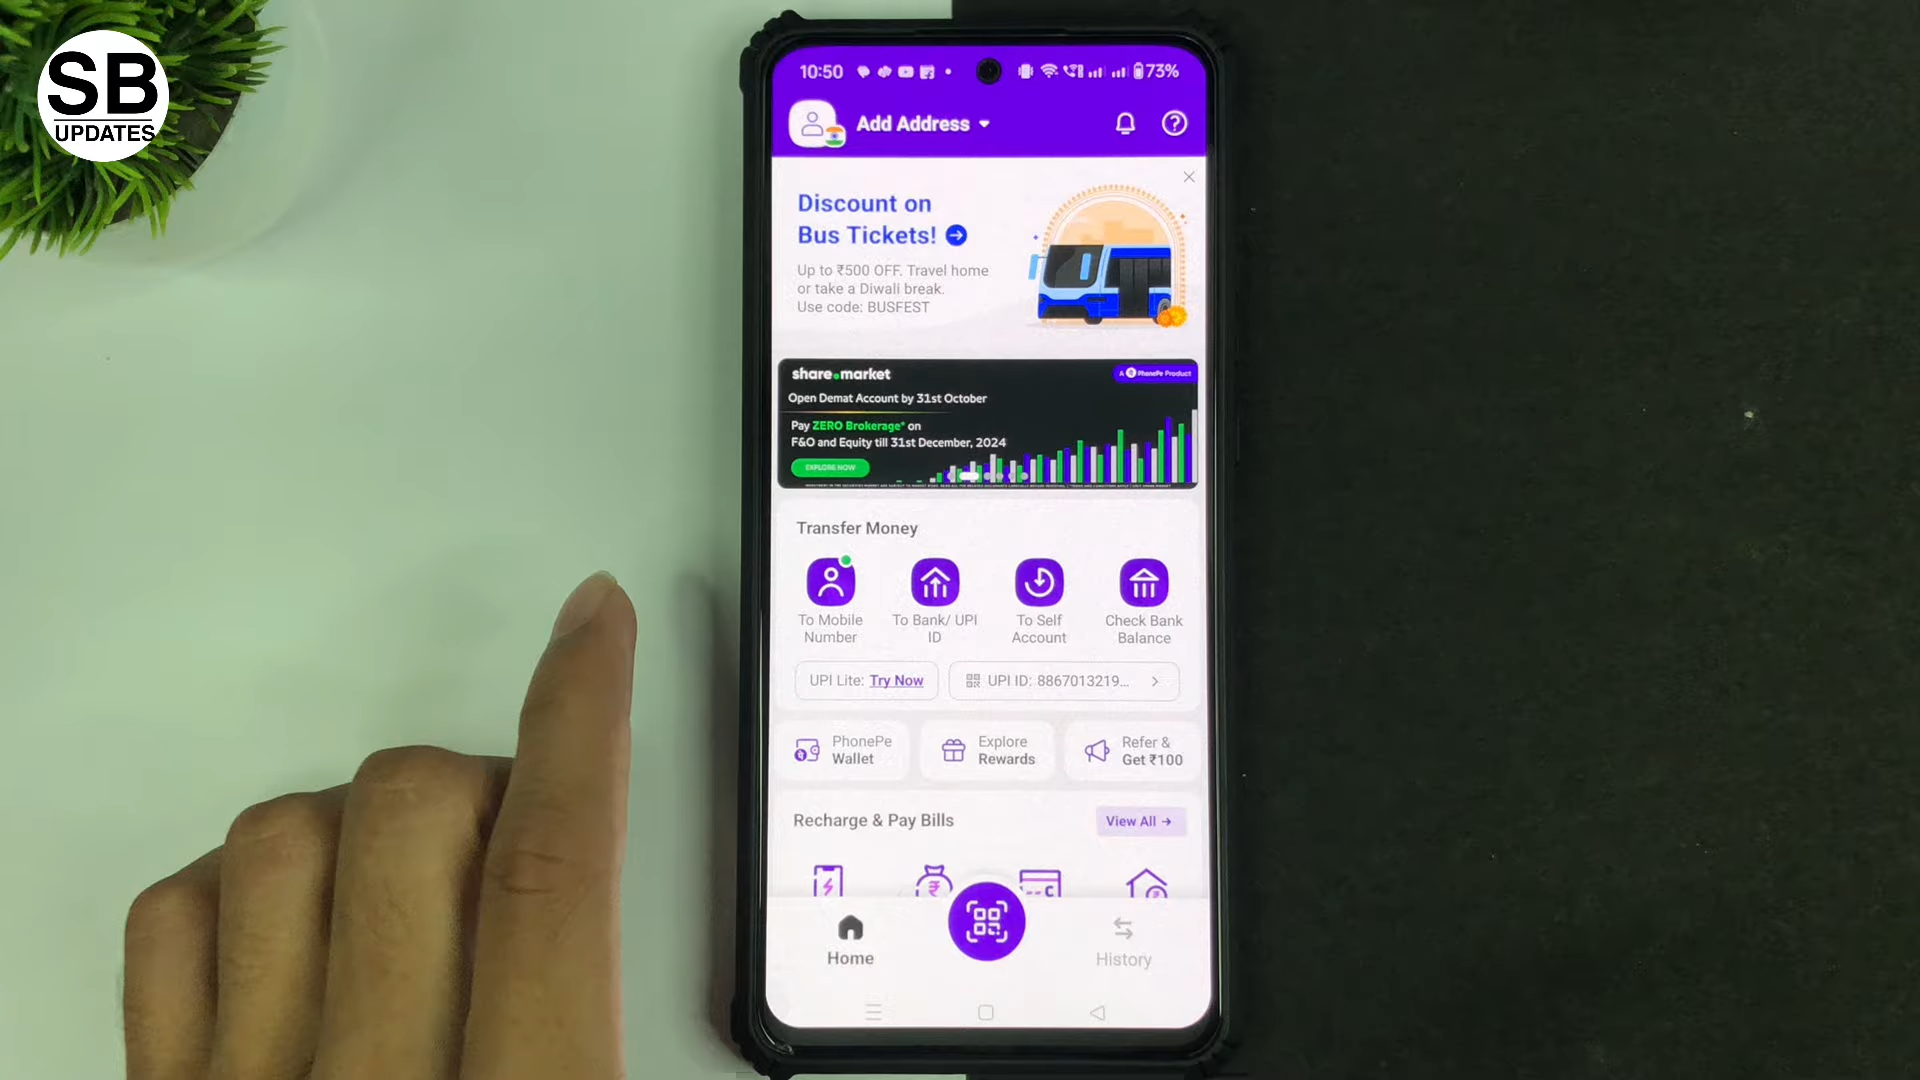 SB
UPDATES
10:50
73%
Add Address
Discount on
Bus Tickets!
Up to ₹500 OFF. Travel home
or take a Diwali break.
Use code: BUSFEST
share.market
A PhonePe Product
Open Demat Account by 31st October
Pay ZERO Brokerage* on
F&O and Equity till 31st December, 2024
EXPLORE NOW
Transfer Money
To Mobile
Number
To Bank/ UPI
ID
To Self
Account
Check Bank
Balance
UPI Lite: Try Now
UPI ID: 8867013219...
PhonePe
Wallet
Explore
Rewards
Refer &
Get ₹100
Recharge & Pay Bills
View All →
Home
History